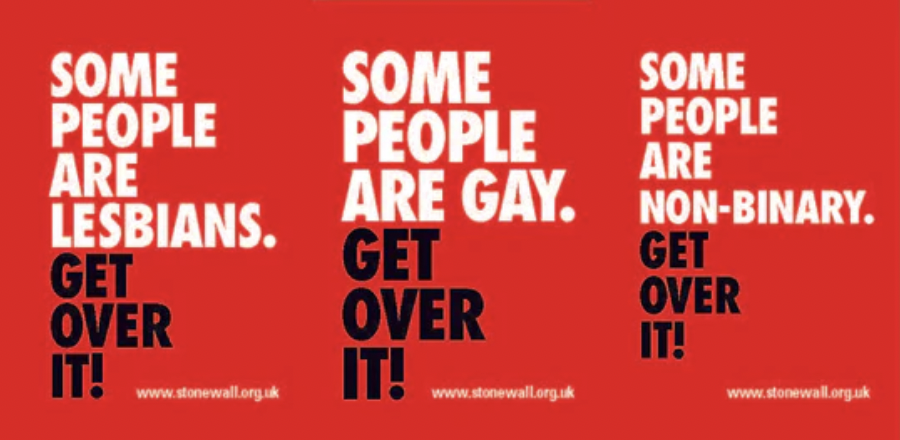 SOME
PEOPLE
ARE
LESBIANS.
GET
OVER
IT!
www.stonewall.org.uk
SOME
PEOPLE
ARE GAY.
GET
OVER
IT!
www.stonewall.org.uk
SOME
PEOPLE
ARE
NON-BINARY.
GET
OVER
IT!
www.stonewall.org.uk